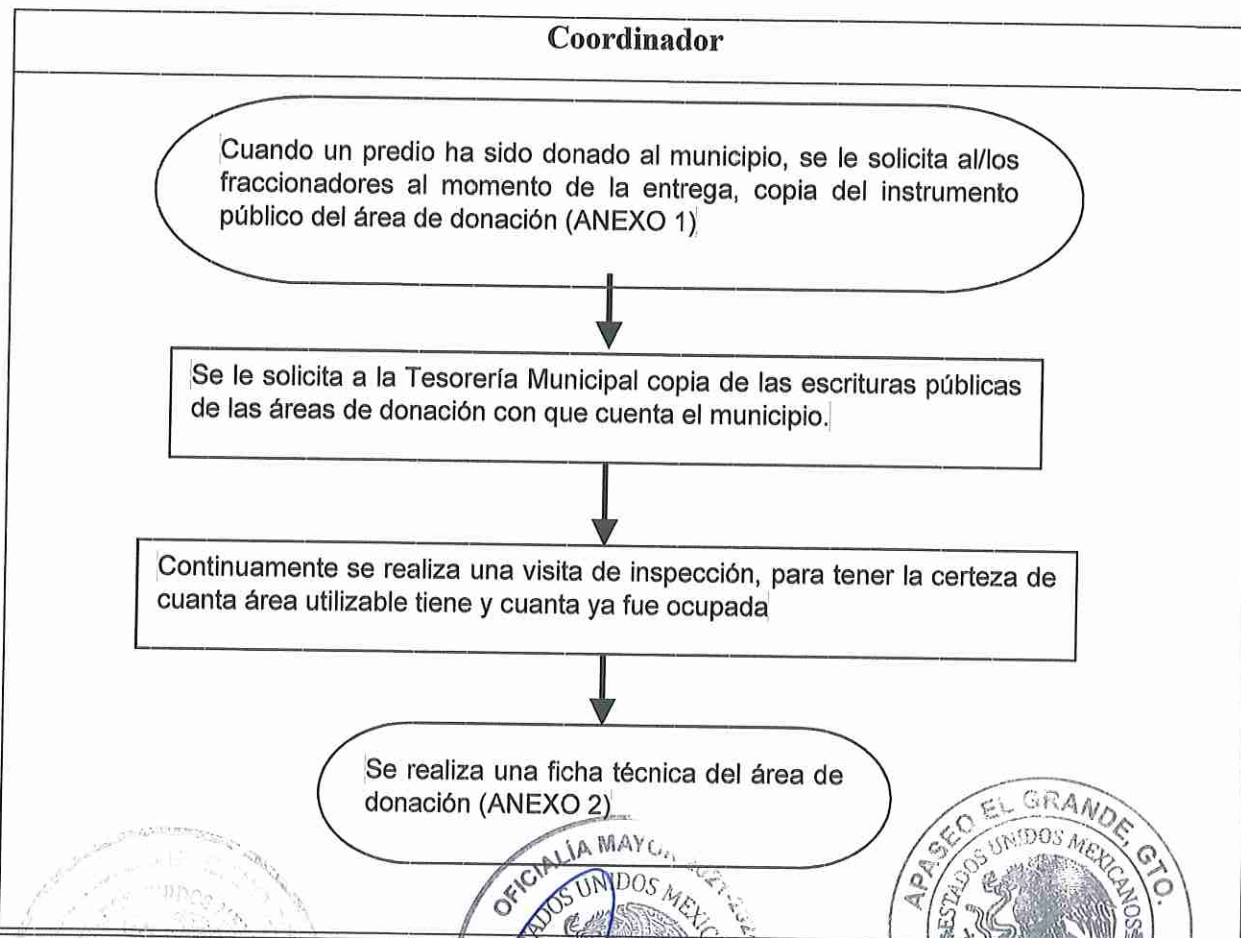 Coordinador
Cuando un predio ha sido donado al municipio, se le solicita al/los
fraccionadores al momento de la entrega, copia del instrumento
público del área de donación (ANEXO 1)
Se le solicita a la Tesorería Municipal copia de las escrituras públicas
de las áreas de donación con que cuenta el municipio.
Continuamente se realiza una visita de inspección, para tener la certeza de
cuanta área utilizable tiene y cuanta ya fue ocupada
Se realiza una ficha técnica del área de
donación (ANEXO 2)
OFICIALÍA MAYOR
UNIDOS
APASEO EL GRANDE, GTO.
ESTADOS UNIDOS MEXICANOS